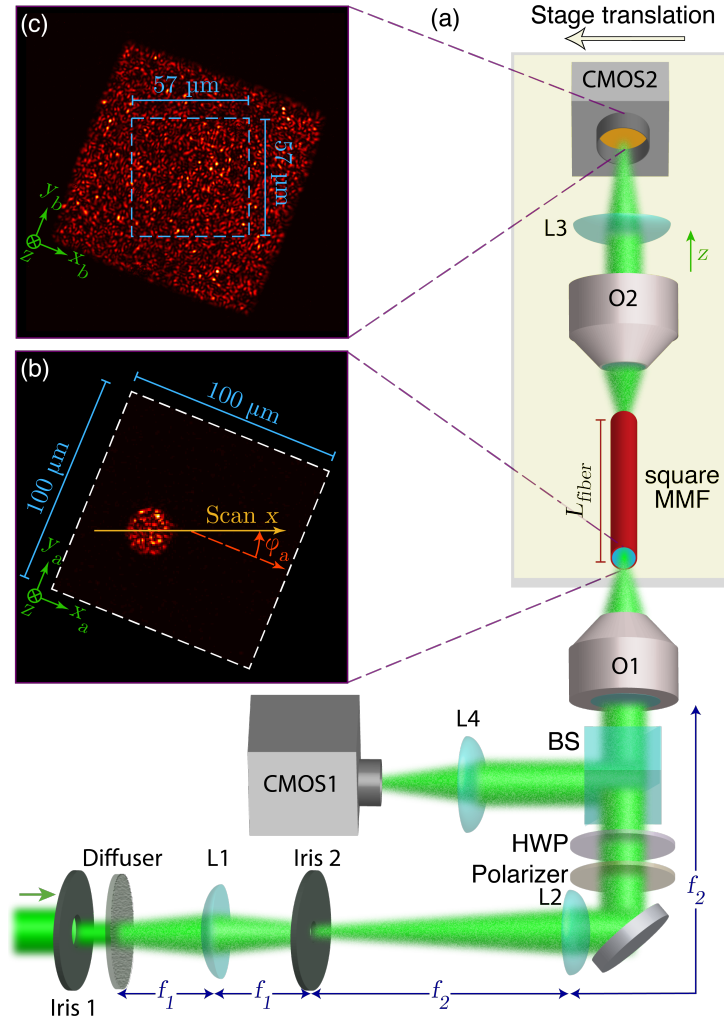 (c)
57 μm
57 μm
y_b
z
x_b
(a)
Stage translation
CMOS2
L3
z
O2
(b)
100 μm
100 μm
Scan x
φ_a
y_a
z
x_a
L_fiber
square
MMF
O1
L4
BS
CMOS1
HWP
Polarizer
L2
f_2
Diffuser
L1
Iris 2
Iris 1
f_1
f_1
f_2